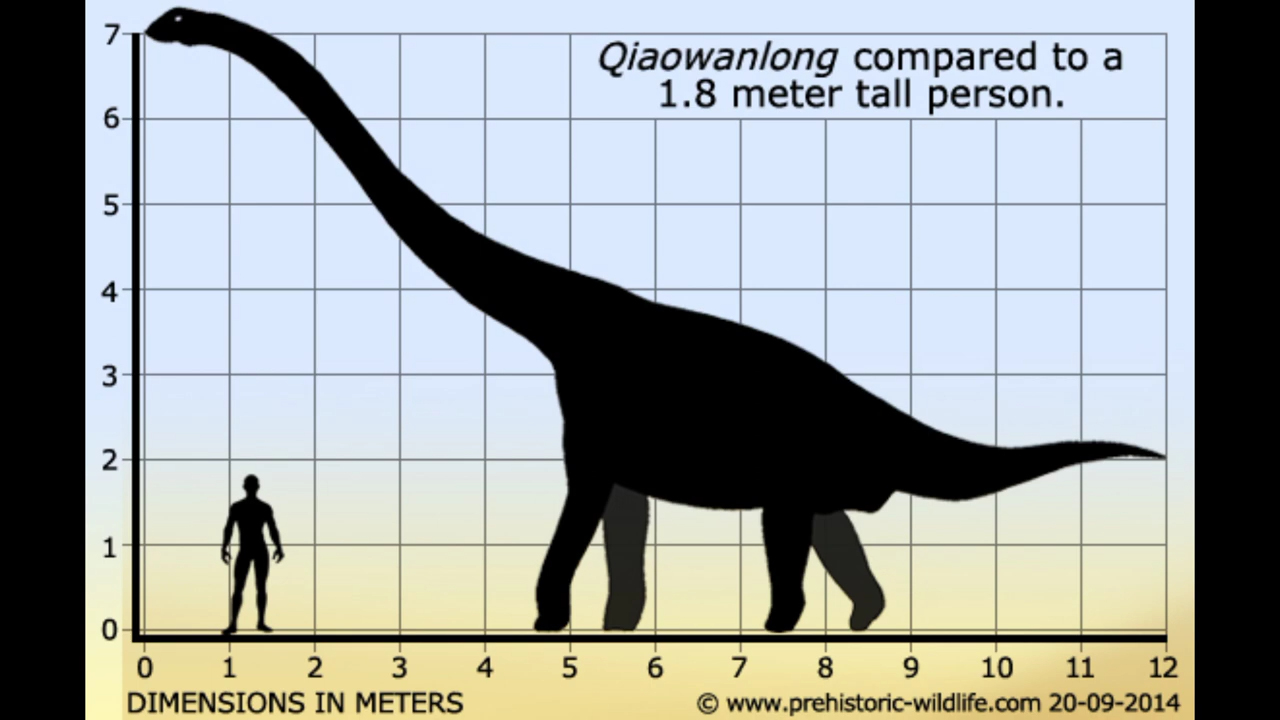 Qiaowanlong compared to a
1.8 meter tall person.
7
6
5
4
3
2
1
0
0 1 2 3 4 5 6 7 8 9 10 11 12
DIMENSIONS IN METERS
© www.prehistoric-wildlife.com 20-09-2014